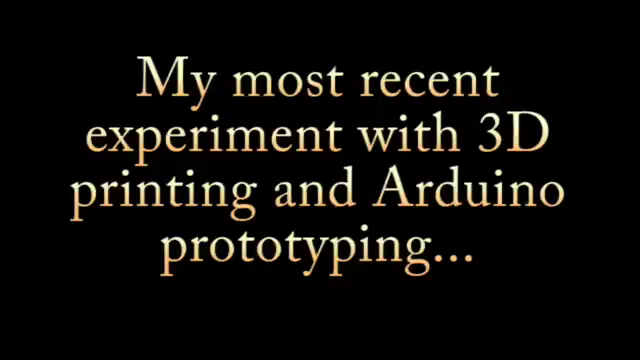 My most recent
experiment with 3D
printing and Arduino
prototyping...